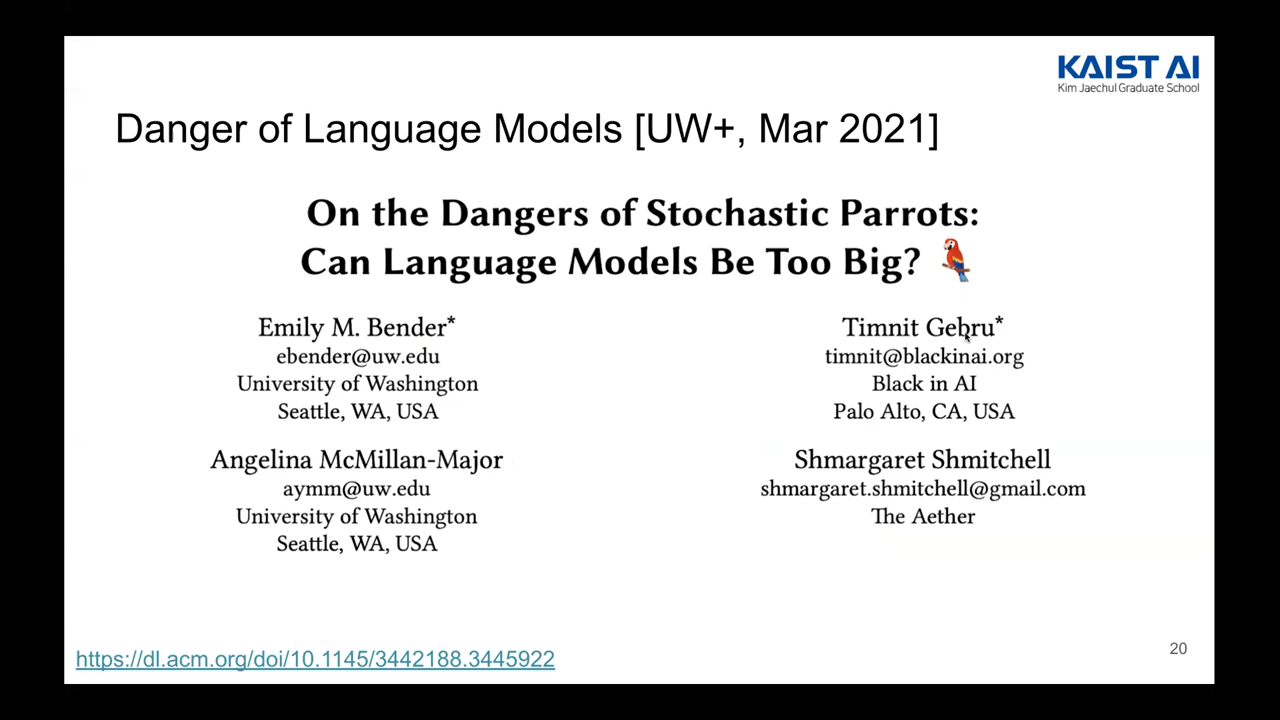 KAIST AI
Kim Jaechul Graduate School
Danger of Language Models [UW+, Mar 2021]
On the Dangers of Stochastic Parrots:
Can Language Models Be Too Big? 🦜
Emily M. Bender*
ebender@uw.edu
University of Washington
Seattle, WA, USA
Timnit Gebru*
timnit@blackinai.org
Black in AI
Palo Alto, CA, USA
Angelina McMillan-Major
aymm@uw.edu
University of Washington
Seattle, WA, USA
Shmargaret Shmitchell
shmargaret.shmitchell@gmail.com
The Aether
https://dl.acm.org/doi/10.1145/3442188.3445922
20